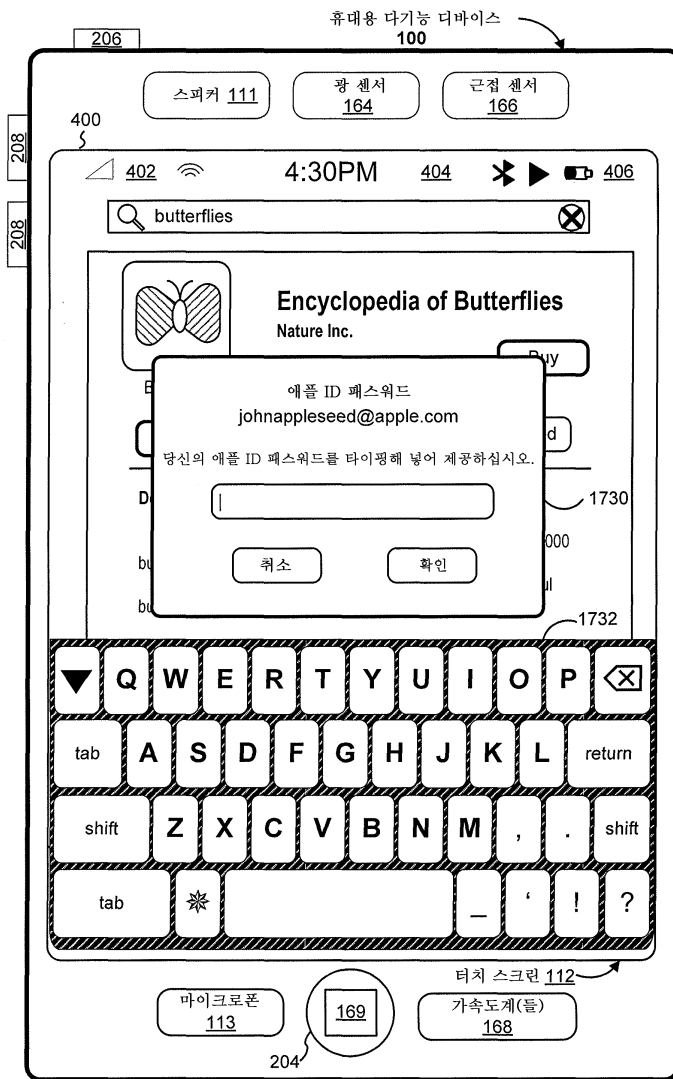 휴대용 다기능 디바이스
100
206
스피커 111
광 센서
164
근접 센서
166
208
208
400
402
4:30PM
404
406
butterflies
Encyclopedia of Butterflies
Nature Inc.
Buy
애플 ID 패스워드
johnappleseed@apple.com
당신의 애플 ID 패스워드를 타이핑해 넣어 제공하십시오.
1730
000
bu
취소
확인
bu
1732
Q W E R T Y U I O P
tab A S D F G H J K L return
shift Z X C V B N M , . shift
tab _ ‘ ! ?
터치 스크린 112
마이크로폰
113
169
가속도계(들)
168
204